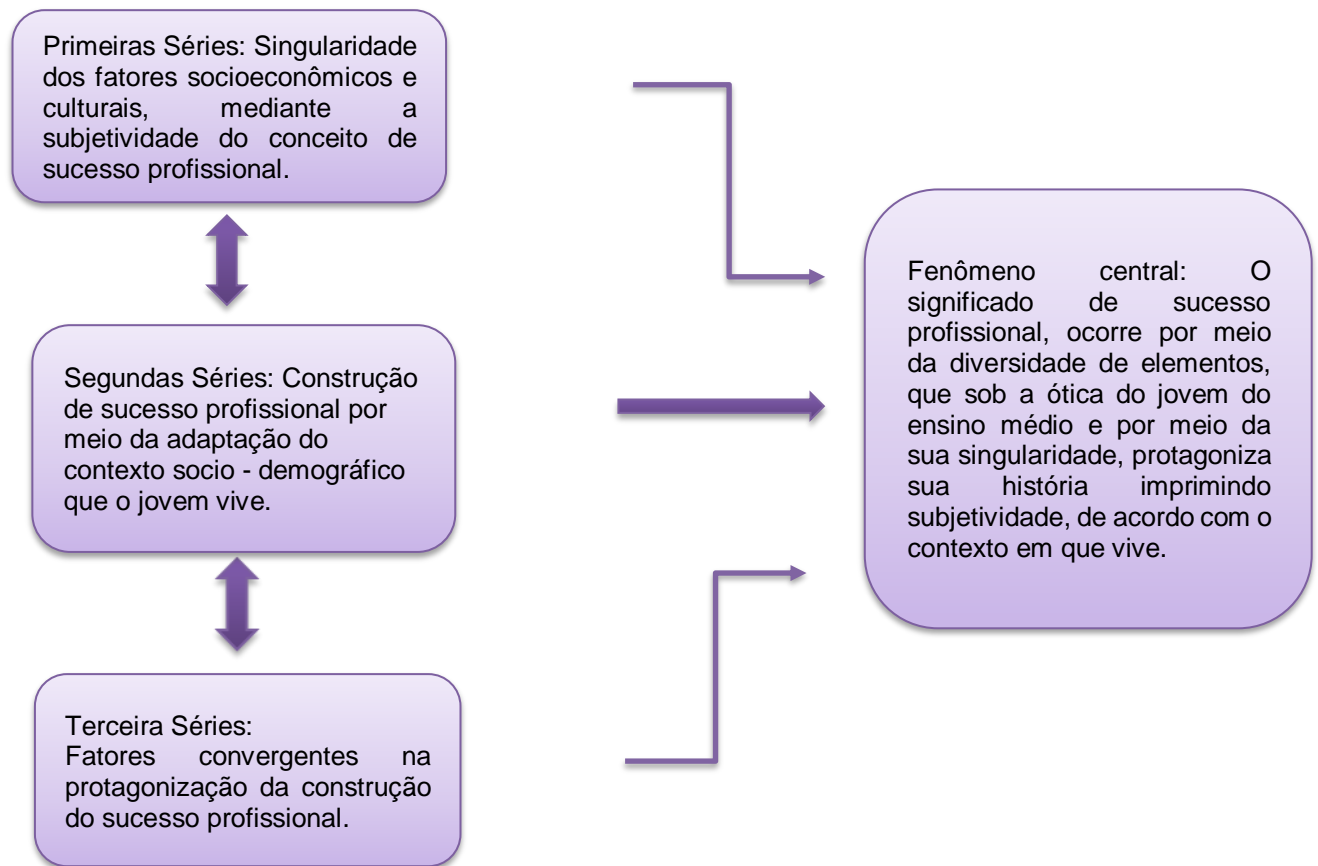 Primeiras Séries: Singularidade
dos fatores socioeconômicos e
culturais, mediante a
subjetividade do conceito de
sucesso profissional.
Segundas Séries: Construção
de sucesso profissional por
meio da adaptação do
contexto socio - demográfico
que o jovem vive.
Terceira Séries:
Fatores convergentes na
protagonização da construção
do sucesso profissional.
Fenômeno central: O
significado de sucesso
profissional, ocorre por meio
da diversidade de elementos,
que sob a ótica do jovem do
ensino médio e por meio da
sua singularidade, protagoniza
sua história imprimindo
subjetividade, de acordo com o
contexto em que vive.